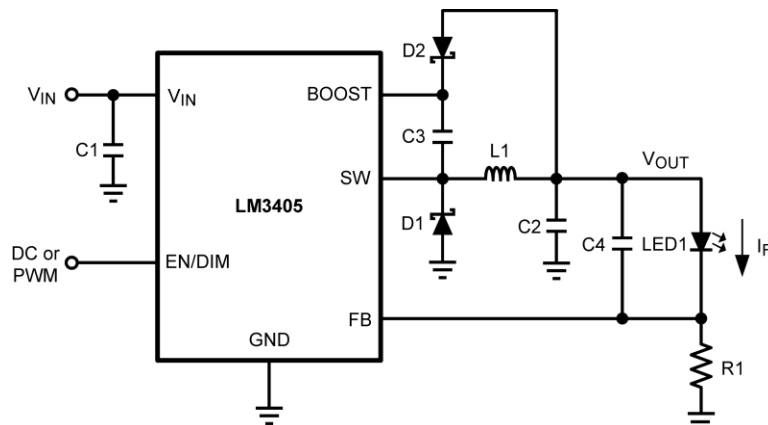 D2
V_IN
V_IN
BOOST
C1
C3
L1
V_OUT
SW
LM3405
D1
C2
C4
LED1
I_F
DC or
PWM
EN/DIM
FB
GND
R1